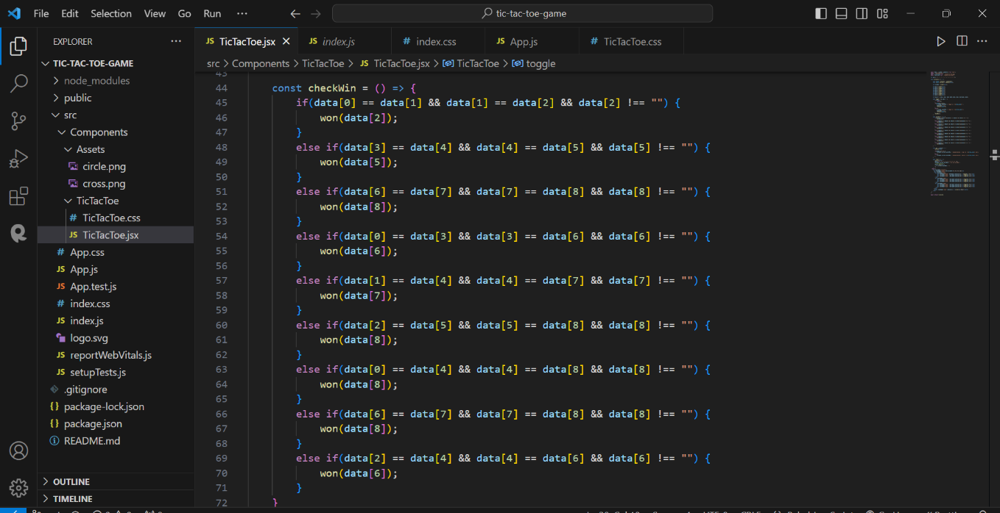 File Edit Selection View Go Run ··· tic-tac-toe-game
EXPLORER ···
TIC-TAC-TOE-GAME
node_modules
public
src
Components
Assets
circle.png
cross.png
TicTacToe
# TicTacToe.css
JS TicTacToe.jsx
# App.css
JS App.js
JS App.test.js
# index.css
JS index.js
logo.svg
JS reportWebVitals.js
JS setupTests.js
.gitignore
{} package-lock.json
{} package.json
README.md
OUTLINE
TIMELINE
JS TicTacToe.jsx JS index.js # index.css JS App.js # TicTacToe.css
src > Components > TicTacToe > JS TicTacToe.jsx > TicTacToe > toggle
43
44 const checkWin = () => {
45 if(data[0] == data[1] && data[1] == data[2] && data[2] !== "") {
46 won(data[2]);
47 }
48 else if(data[3] == data[4] && data[4] == data[5] && data[5] !== "") {
49 won(data[5]);
50 }
51 else if(data[6] == data[7] && data[7] == data[8] && data[8] !== "") {
52 won(data[8]);
53 }
54 else if(data[0] == data[3] && data[3] == data[6] && data[6] !== "") {
55 won(data[6]);
56 }
57 else if(data[1] == data[4] && data[4] == data[7] && data[7] !== "") {
58 won(data[7]);
59 }
60 else if(data[2] == data[5] && data[5] == data[8] && data[8] !== "") {
61 won(data[8]);
62 }
63 else if(data[0] == data[4] && data[4] == data[8] && data[8] !== "") {
64 won(data[8]);
65 }
66 else if(data[6] == data[7] && data[7] == data[8] && data[8] !== "") {
67 won(data[8]);
68 }
69 else if(data[2] == data[4] && data[4] == data[6] && data[6] !== "") {
70 won(data[6]);
71 }
72 }